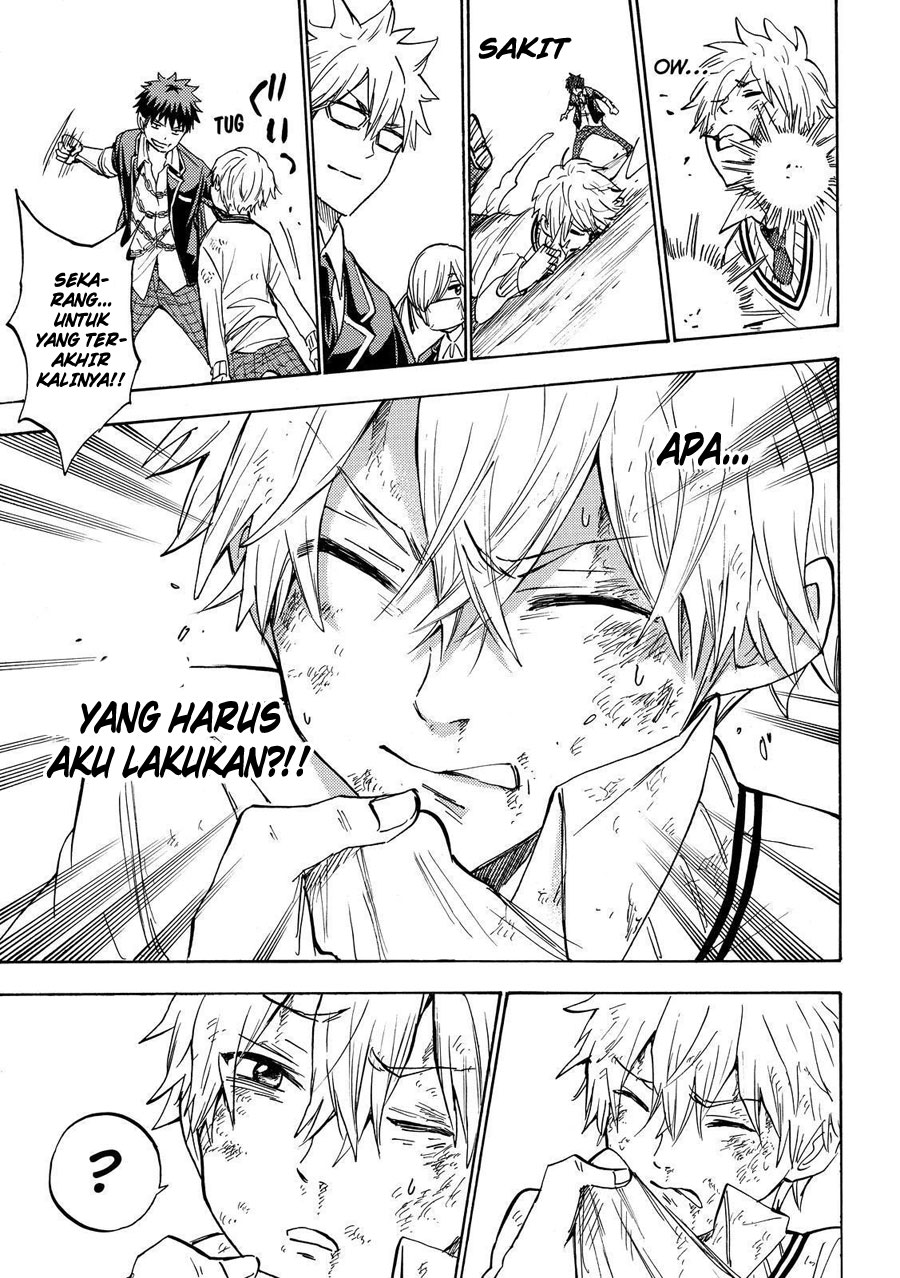 OW...
SAKIT
TUG
SEKA-
RANG...
UNTUK
YANG TER-
AKHIR
KALINYA!!
APA...
YANG HARUS
AKU LAKUKAN?!!
?